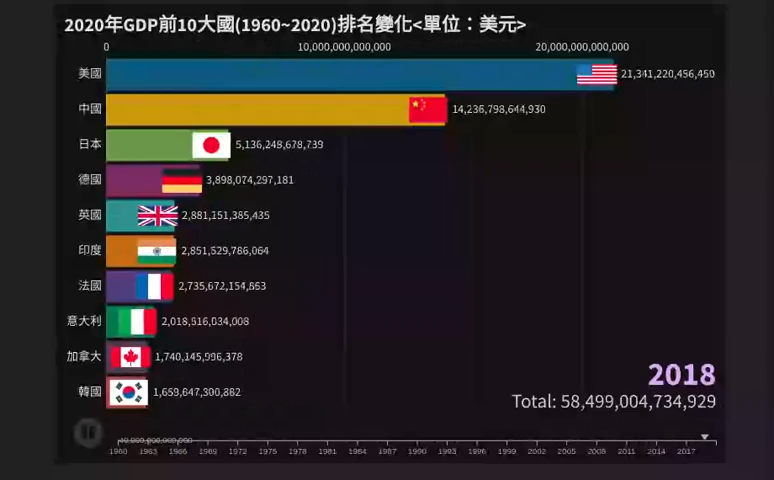 2020年GDP前10大國(1960~2020)排名變化<單位：美元>
0 10,000,000,000,000 20,000,000,000,000
美國 21,341,220,456,450
中國 14,236,798,644,930
日本 5,136,248,678,739
德國 3,898,074,297,181
英國 2,881,151,385,435
印度 2,851,529,786,064
法國 2,735,672,154,863
意大利 2,018,516,034,008
加拿大 1,740,145,996,378
韓國 1,659,647,300,882
2018
Total: 58,499,004,734,929
1960 1963 1966 1969 1972 1975 1978 1981 1984 1987 1990 1993 1996 1999 2002 2005 2008 2011 2014 2017